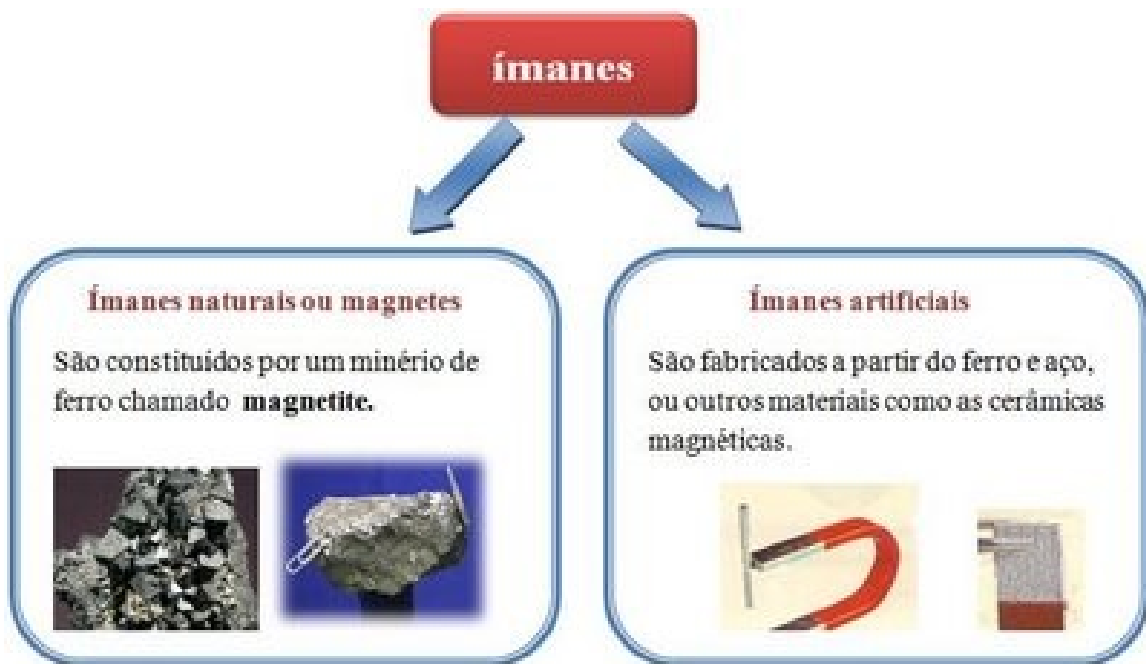 ímanes
Ímanes naturais ou magnetes
São constituídos por um minério de
ferro chamado magnetite.
Ímanes artificiais
São fabricados a partir do ferro e aço,
ou outros materiais como as cerâmicas
magnéticas.